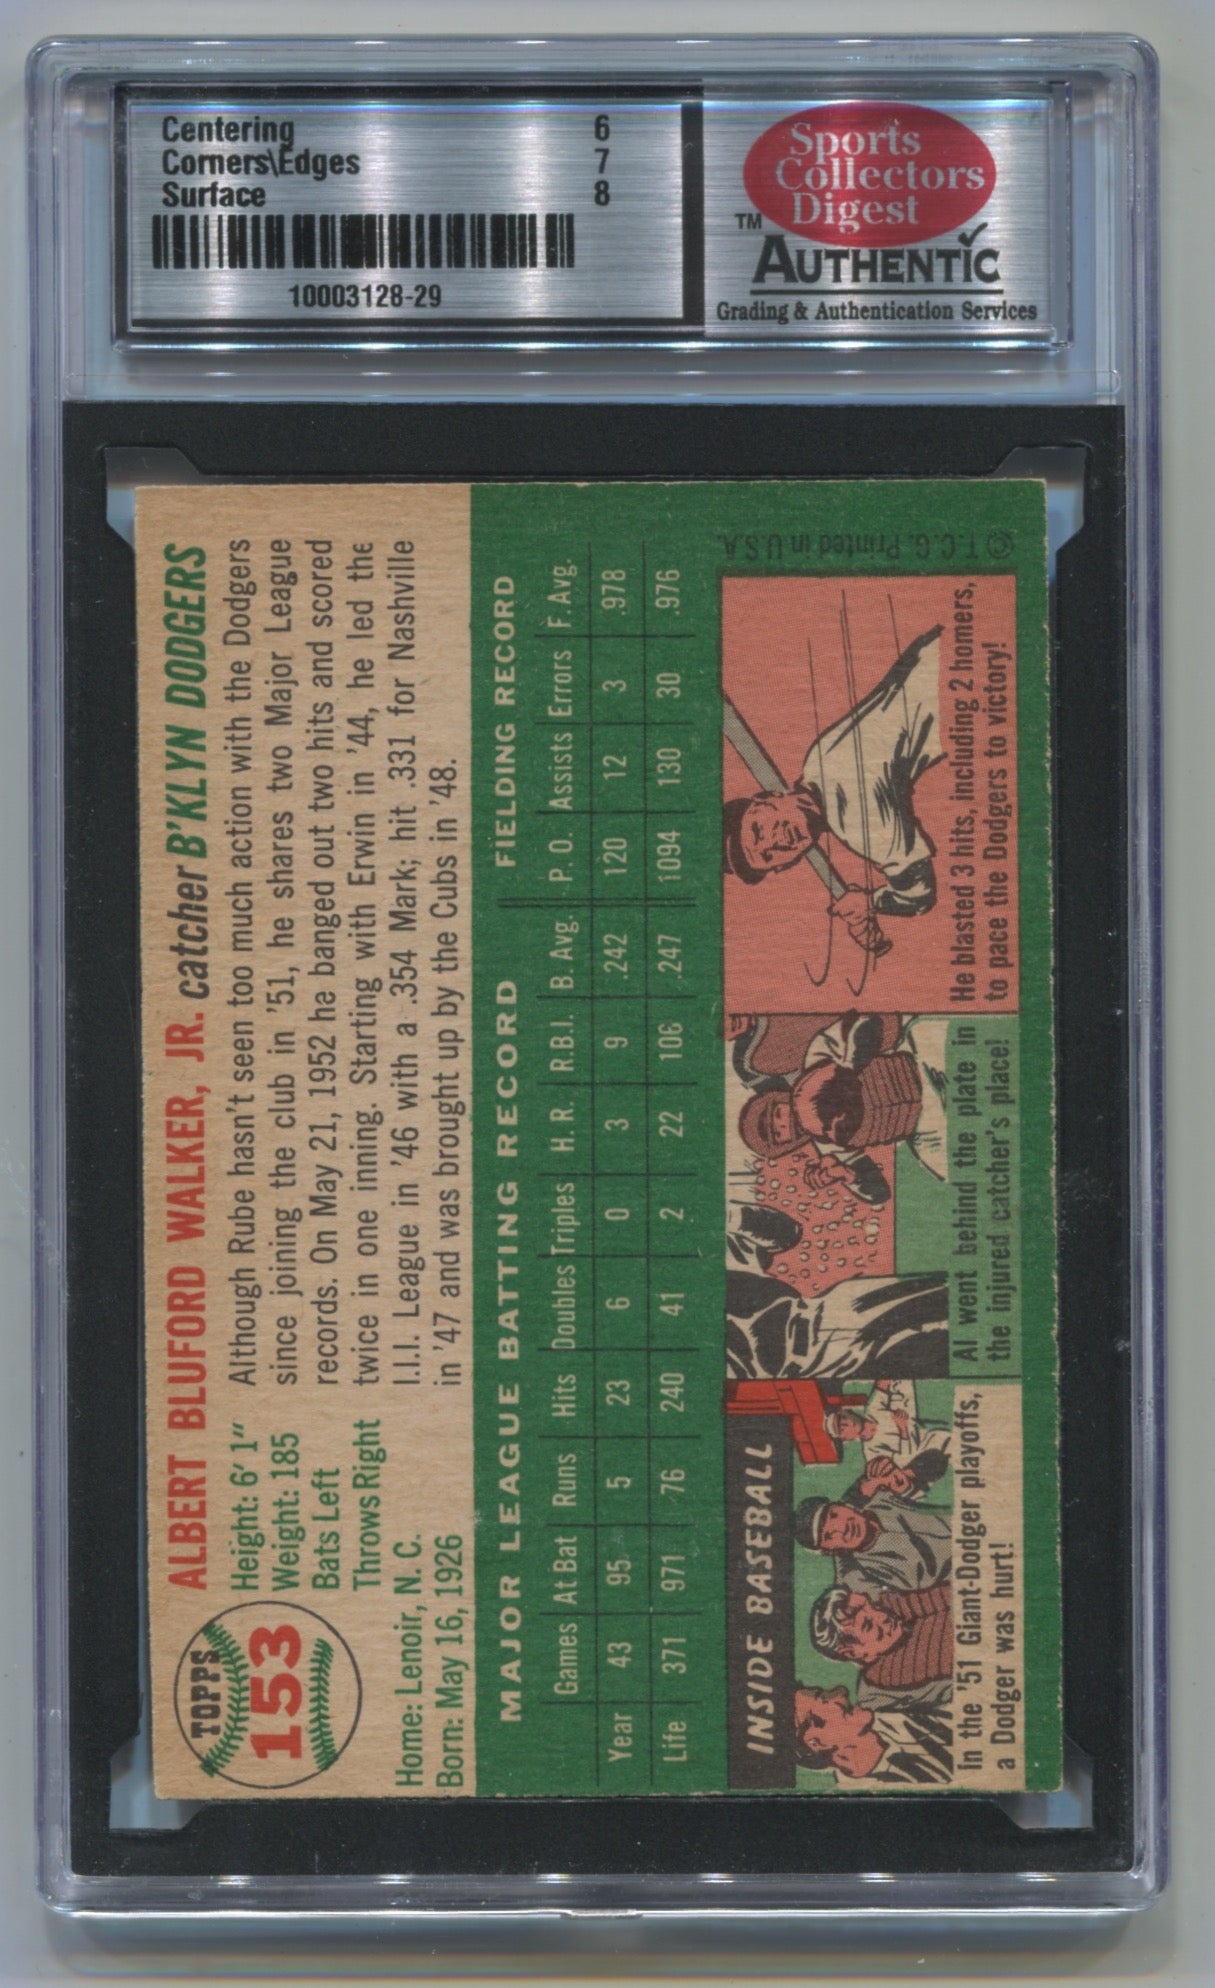 Centering 6
Corners\Edges 7
Surface 8
10003128-29
Sports
Collectors
Digest
TM
AUTHENTIC
Grading & Authentication Services
TOPPS
153
ALBERT BLUFORD WALKER, JR. catcher B'KLYN DODGERS
Height: 6' 1"
Weight: 185
Bats Left
Throws Right
Home: Lenoir, N. C.
Born: May 16, 1926
Although Rube hasn't seen too much action with the Dodgers
since joining the club in '51, he shares two Major League
records. On May 21, 1952 he banged out two hits and scored
twice in one inning. Starting with Erwin in '44, he led the
I.I.I. League in '46 with a .354 Mark; hit .331 for Nashville
in '47 and was brought up by the Cubs in '48.
MAJOR LEAGUE BATTING RECORD FIELDING RECORD
Games At Bat Runs Hits Doubles Triples H. R. R.B.I. B. Avg. P. O. Assists Errors F. Avg.
Year 43 95 5 23 6 0 3 9 .242 120 12 3 .978
Life 371 971 76 240 41 2 22 106 .247 1094 130 30 .976
INSIDE BASEBALL
In the '51 Giant-Dodger playoffs,
a Dodger was hurt!
Al went behind the plate in
the injured catcher's place!
He blasted 3 hits, including 2 homers,
to pace the Dodgers to victory!
© T.C.G. Printed in U.S.A.